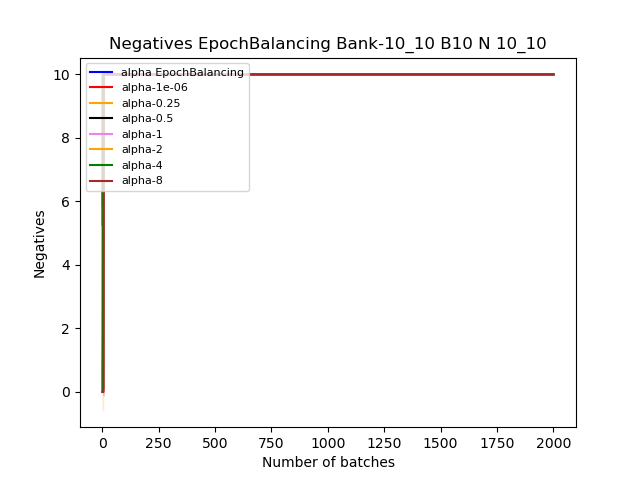 Negatives EpochBalancing Bank-10_10 B10 N 10_10
10
8
6
4
2
0
Negatives
alpha EpochBalancing
alpha-1e-06
alpha-0.25
alpha-0.5
alpha-1
alpha-2
alpha-4
alpha-8
0 250 500 750 1000 1250 1500 1750 2000
Number of batches